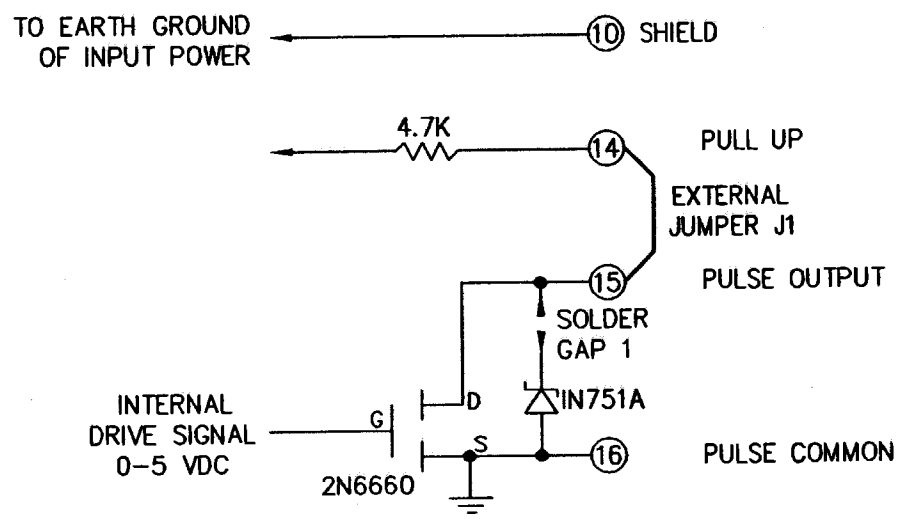 TO EARTH GROUND
OF INPUT POWER
10 SHIELD
4.7K
14 PULL UP
EXTERNAL
JUMPER J1
15 PULSE OUTPUT
SOLDER
GAP 1
IN751A
D
G
S
INTERNAL
DRIVE SIGNAL
0-5 VDC
2N6660
16 PULSE COMMON